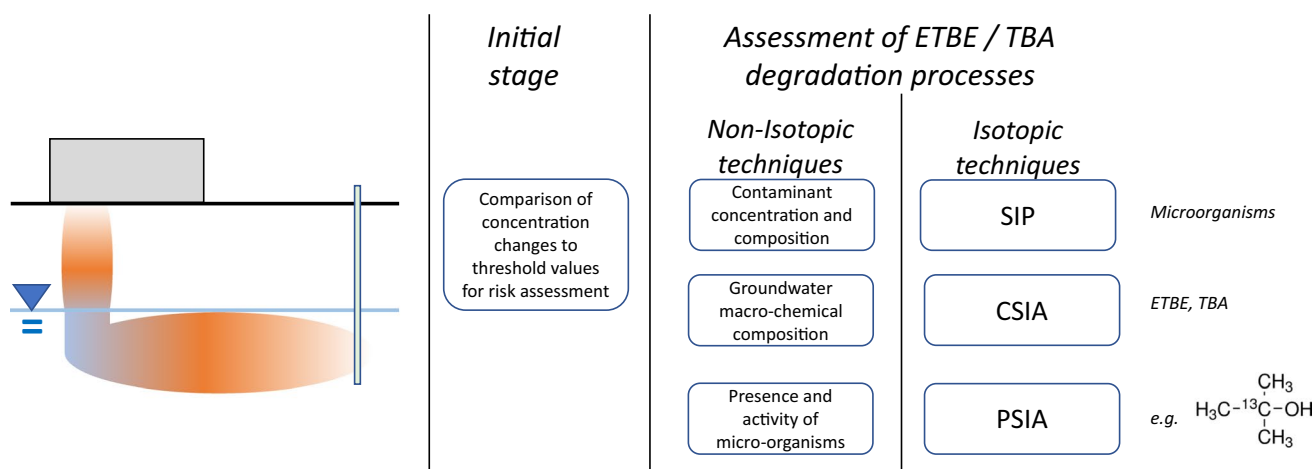 Initial
stage
Comparison of
concentration
changes to
threshold values
for risk assessment
Assessment of ETBE / TBA
degradation processes
Non-Isotopic
techniques
Contaminant
concentration and
composition
Groundwater
macro-chemical
composition
Presence and
activity of
micro-organisms
Isotopic
techniques
SIP
Microorganisms
CSIA
ETBE, TBA
PSIA
e.g.
CH₃
H₃C-¹³C-OH
CH₃